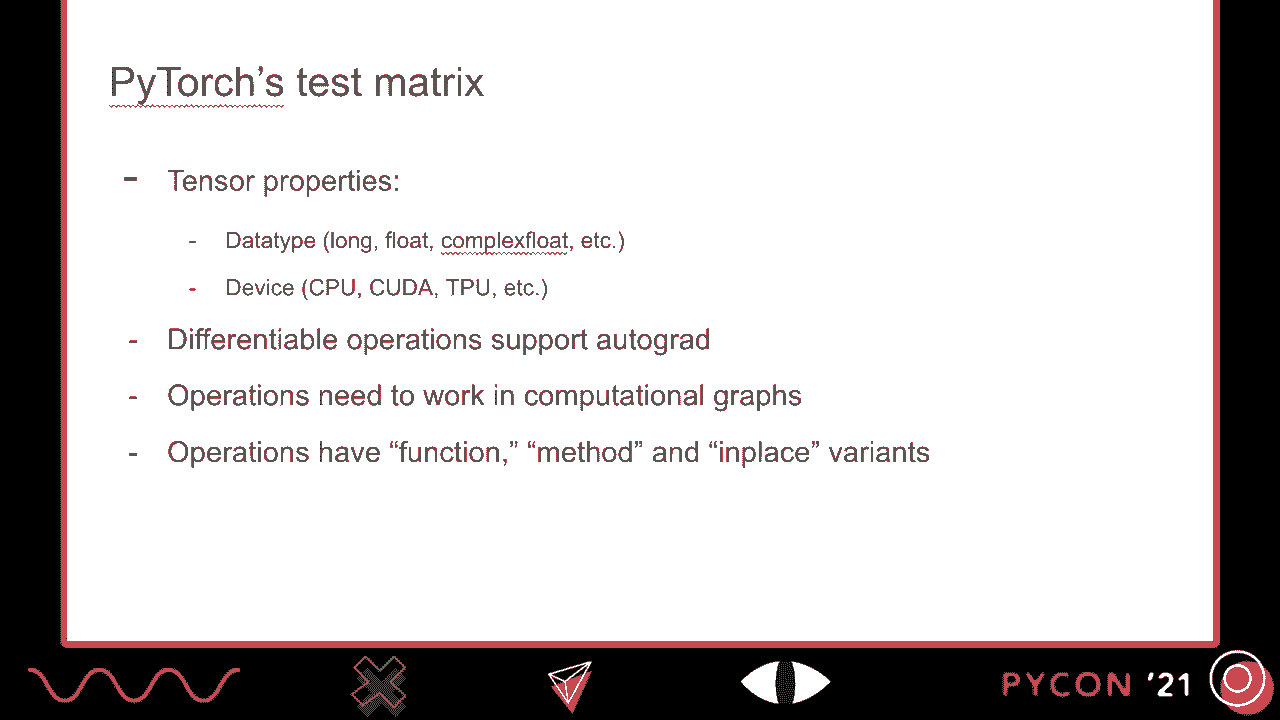 PyTorch’s test matrix
- Tensor properties:
- Datatype (long, float, complexfloat, etc.)
- Device (CPU, CUDA, TPU, etc.)
- Differentiable operations support autograd
- Operations need to work in computational graphs
- Operations have “function,” “method” and “inplace” variants
PYCON ’21